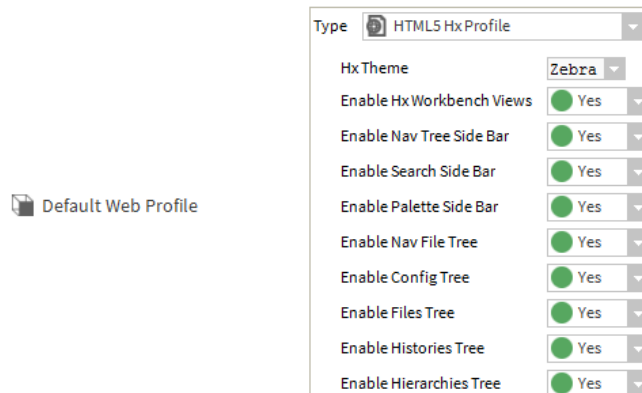 Type HTML5 Hx Profile
Hx Theme Zebra
Enable Hx Workbench Views Yes
Enable Nav Tree Side Bar Yes
Enable Search Side Bar Yes
Default Web Profile
Enable Palette Side Bar Yes
Enable Nav File Tree Yes
Enable Config Tree Yes
Enable Files Tree Yes
Enable Histories Tree Yes
Enable Hierarchies Tree Yes